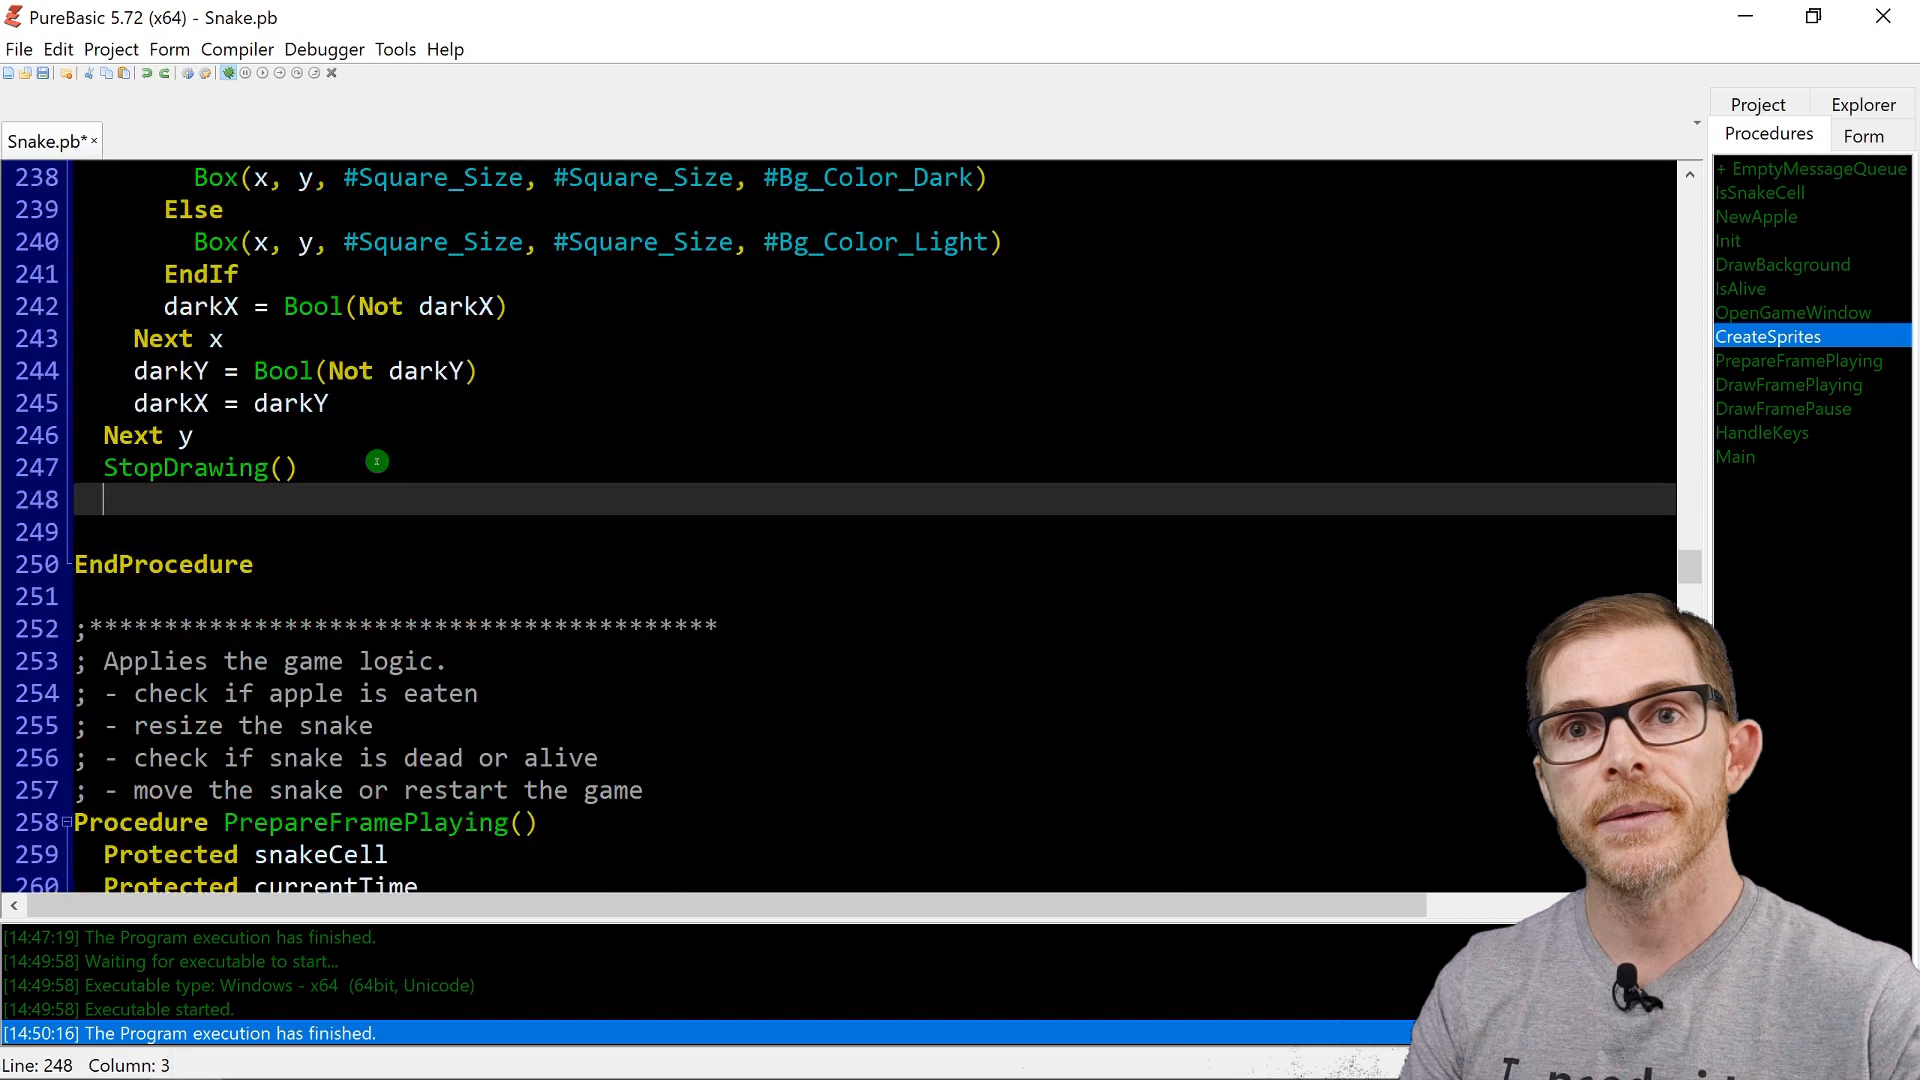 PureBasic 5.72 (x64) - Snake.pb
File Edit Project Form Compiler Debugger Tools Help
Project Explorer
Procedures Form
Snake.pb*
238 Box(x, y, #Square_Size, #Square_Size, #Bg_Color_Dark)
239 Else
240 Box(x, y, #Square_Size, #Square_Size, #Bg_Color_Light)
241 EndIf
242 darkX = Bool(Not darkX)
243 Next x
244 darkY = Bool(Not darkY)
245 darkX = darkY
246 Next y
247 StopDrawing()
248
249
250 EndProcedure
251
252 ;******************************************
253 ; Applies the game logic.
254 ; - check if apple is eaten
255 ; - resize the snake
256 ; - check if snake is dead or alive
257 ; - move the snake or restart the game
258 Procedure PrepareFramePlaying()
259 Protected snakeCell
260 Protected currentTime
+ EmptyMessageQueue
IsSnakeCell
NewApple
Init
DrawBackground
IsAlive
OpenGameWindow
CreateSprites
PrepareFramePlaying
DrawFramePlaying
DrawFramePause
HandleKeys
Main
[14:47:19] The Program execution has finished.
[14:49:58] Waiting for executable to start...
[14:49:58] Executable type: Windows - x64 (64bit, Unicode)
[14:49:58] Executable started.
[14:50:16] The Program execution has finished.
Line: 248 Column: 3